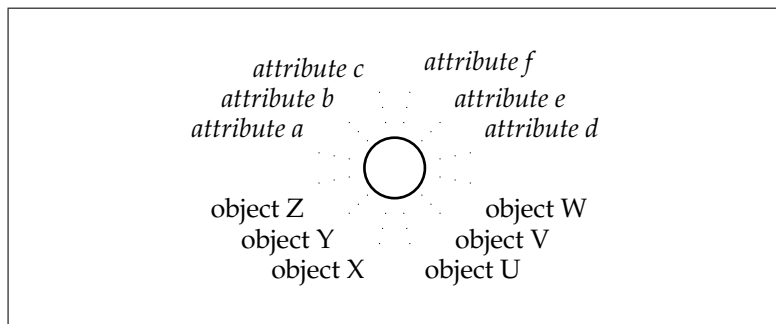 attribute c attribute f
attribute b attribute e
attribute a attribute d
object Z object W
object Y object V
object X object U